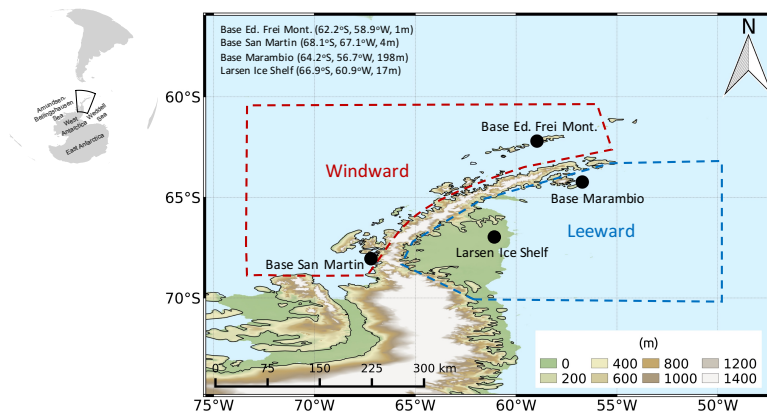 Base Ed. Frei Mont. (62.2°S, 58.9°W, 1m)
Base San Martin (68.1°S, 67.1°W, 4m)
Base Marambio (64.2°S, 56.7°W, 198m)
Larsen Ice Shelf (66.9°S, 60.9°W, 17m)
N
Amundsen-
Bellingshausen
Sea
Weddell
Sea
West
Antarctica
East Antarctica
60°S
65°S
70°S
Base Ed. Frei Mont.
Windward
Base Marambio
Leeward
Larsen Ice Shelf
Base San Martin
(m)
0 400 800 1200
200 600 1000 1400
0 75 150 225 300 km
75°W 70°W 65°W 60°W 55°W 50°W